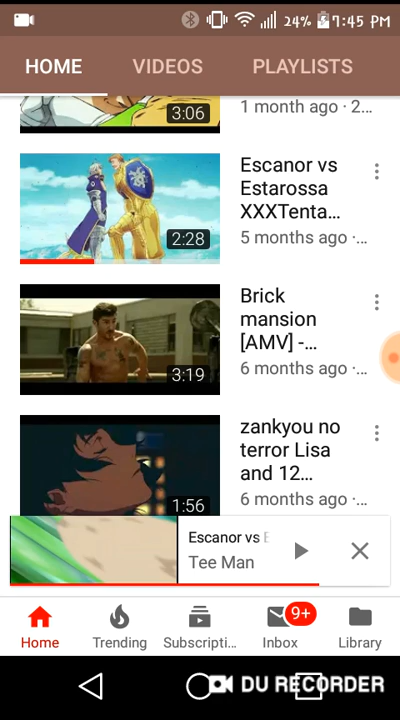 24% 7:45 PM
HOME VIDEOS PLAYLISTS
3:06
1 month ago · 2...
Escanor vs
Estarossa
XXXTenta...
5 months ago ·...
2:28
Brick
mansion
[AMV] -...
6 months ago ·...
3:19
zankyou no
terror Lisa
and 12...
6 months ago ·...
1:56
Escanor vs E
Tee Man
9+
Home Trending Subscripti... Inbox Library
DU RECORDER